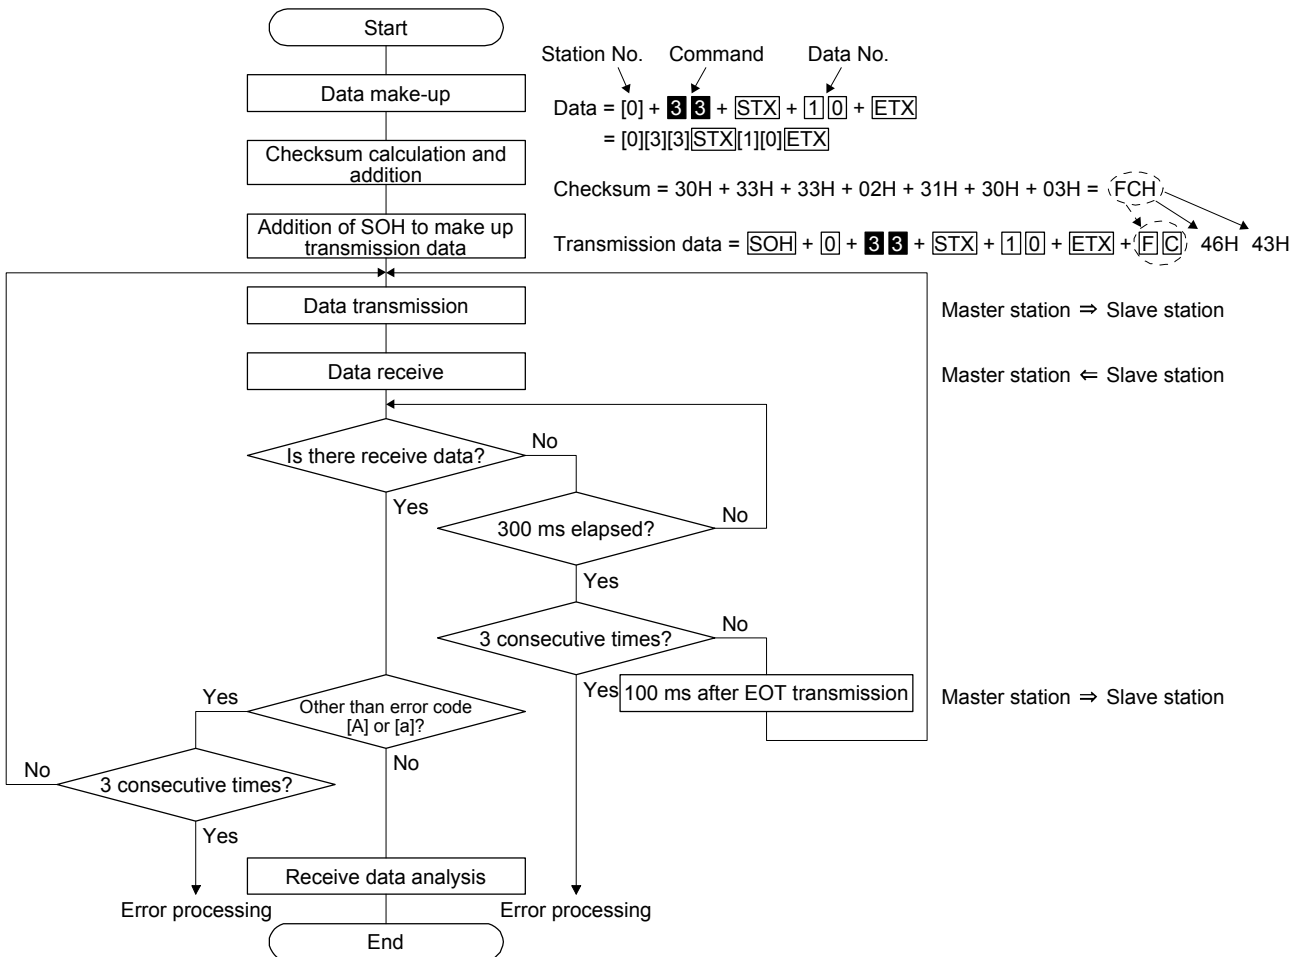 Start
Station No. Command Data No.
Data make-up
Data = [0] + 3 3 + STX + 1 0 + ETX
= [0][3][3]STX[1][0]ETX
Checksum calculation and
addition
Checksum = 30H + 33H + 33H + 02H + 31H + 30H + 03H = FCH
Addition of SOH to make up
transmission data
Transmission data = SOH + 0 + 3 3 + STX + 1 0 + ETX + F C 46H 43H
Data transmission
Master station ⇒ Slave station
Data receive
Master station ⇐ Slave station
Is there receive data?
No
Yes
300 ms elapsed?
No
Yes
3 consecutive times?
No
Yes
100 ms after EOT transmission
Master station ⇒ Slave station
Other than error code
[A] or [a]?
Yes
No
3 consecutive times?
No
Yes
Receive data analysis
Error processing
Error processing
End